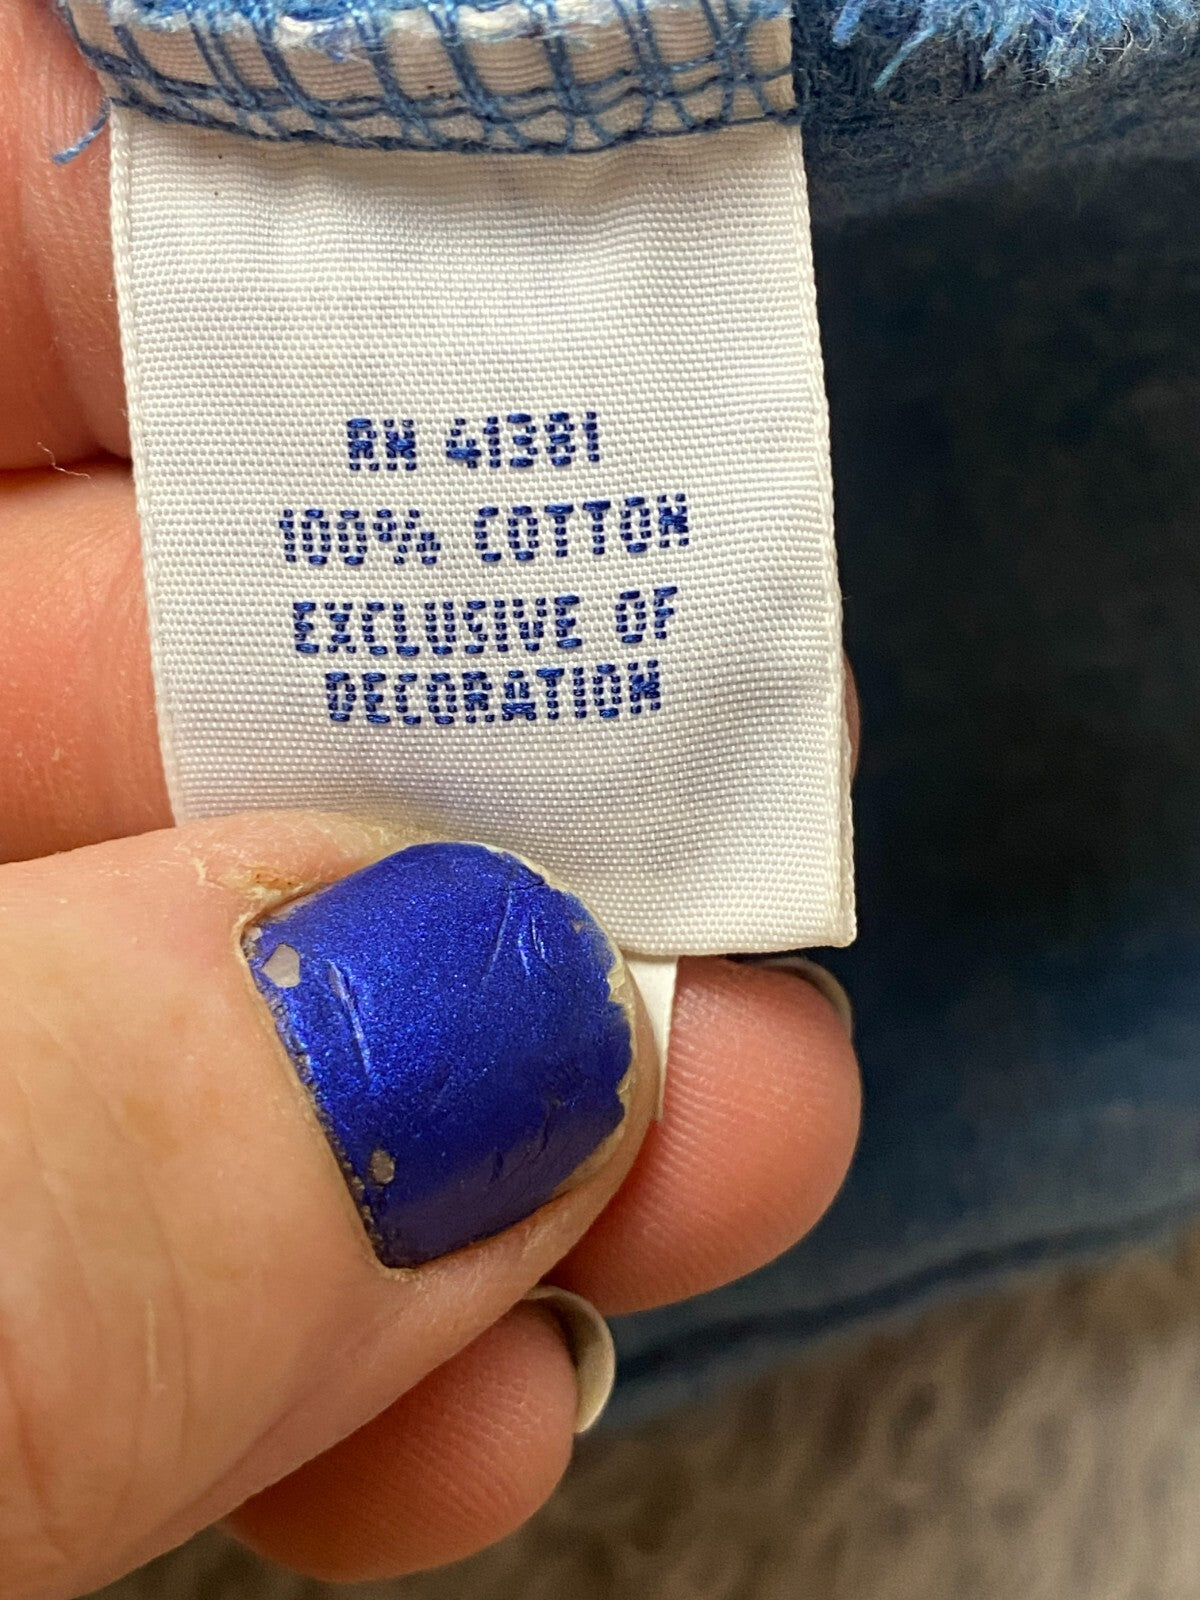 RN 41381
100% COTTON
EXCLUSIVE OF
DECORATION